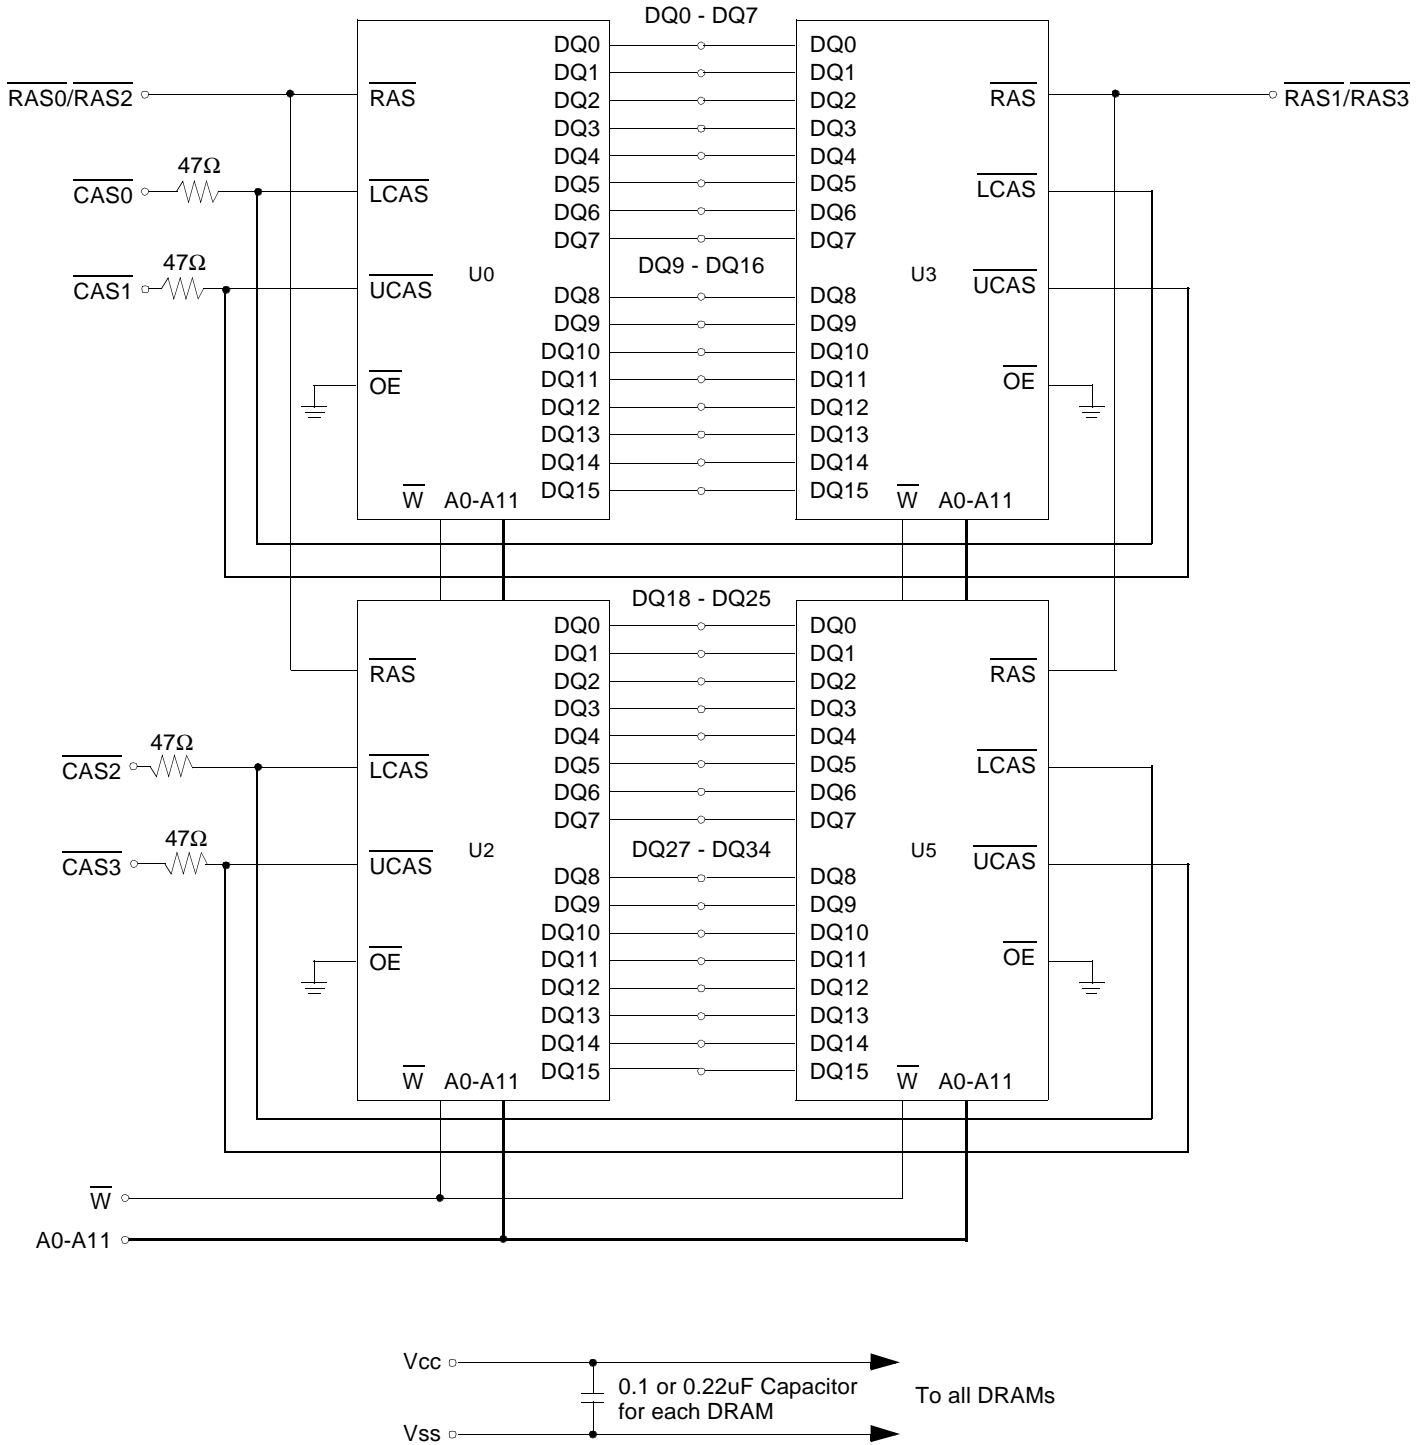 DQ0 - DQ7
RAS0/RAS2
RAS
DQ0
DQ1
DQ2
DQ3
DQ4
DQ5
DQ6
DQ7
DQ0
DQ1
DQ2
DQ3
DQ4
DQ5
DQ6
DQ7
RAS
RAS1/RAS3
47Ω
CAS0
LCAS
LCAS
47Ω
CAS1
UCAS
U0
DQ9 - DQ16
U3
UCAS
DQ8
DQ9
DQ10
DQ11
DQ12
DQ13
DQ14
DQ15
DQ8
DQ9
DQ10
DQ11
DQ12
DQ13
DQ14
DQ15
OE
OE
W A0-A11
W A0-A11
DQ18 - DQ25
RAS
DQ0
DQ1
DQ2
DQ3
DQ4
DQ5
DQ6
DQ7
DQ0
DQ1
DQ2
DQ3
DQ4
DQ5
DQ6
DQ7
RAS
47Ω
CAS2
LCAS
LCAS
47Ω
CAS3
UCAS
U2
DQ27 - DQ34
U5
UCAS
DQ8
DQ9
DQ10
DQ11
DQ12
DQ13
DQ14
DQ15
DQ8
DQ9
DQ10
DQ11
DQ12
DQ13
DQ14
DQ15
OE
OE
W A0-A11
W A0-A11
W
A0-A11
Vcc
0.1 or 0.22uF Capacitor
for each DRAM
To all DRAMs
Vss